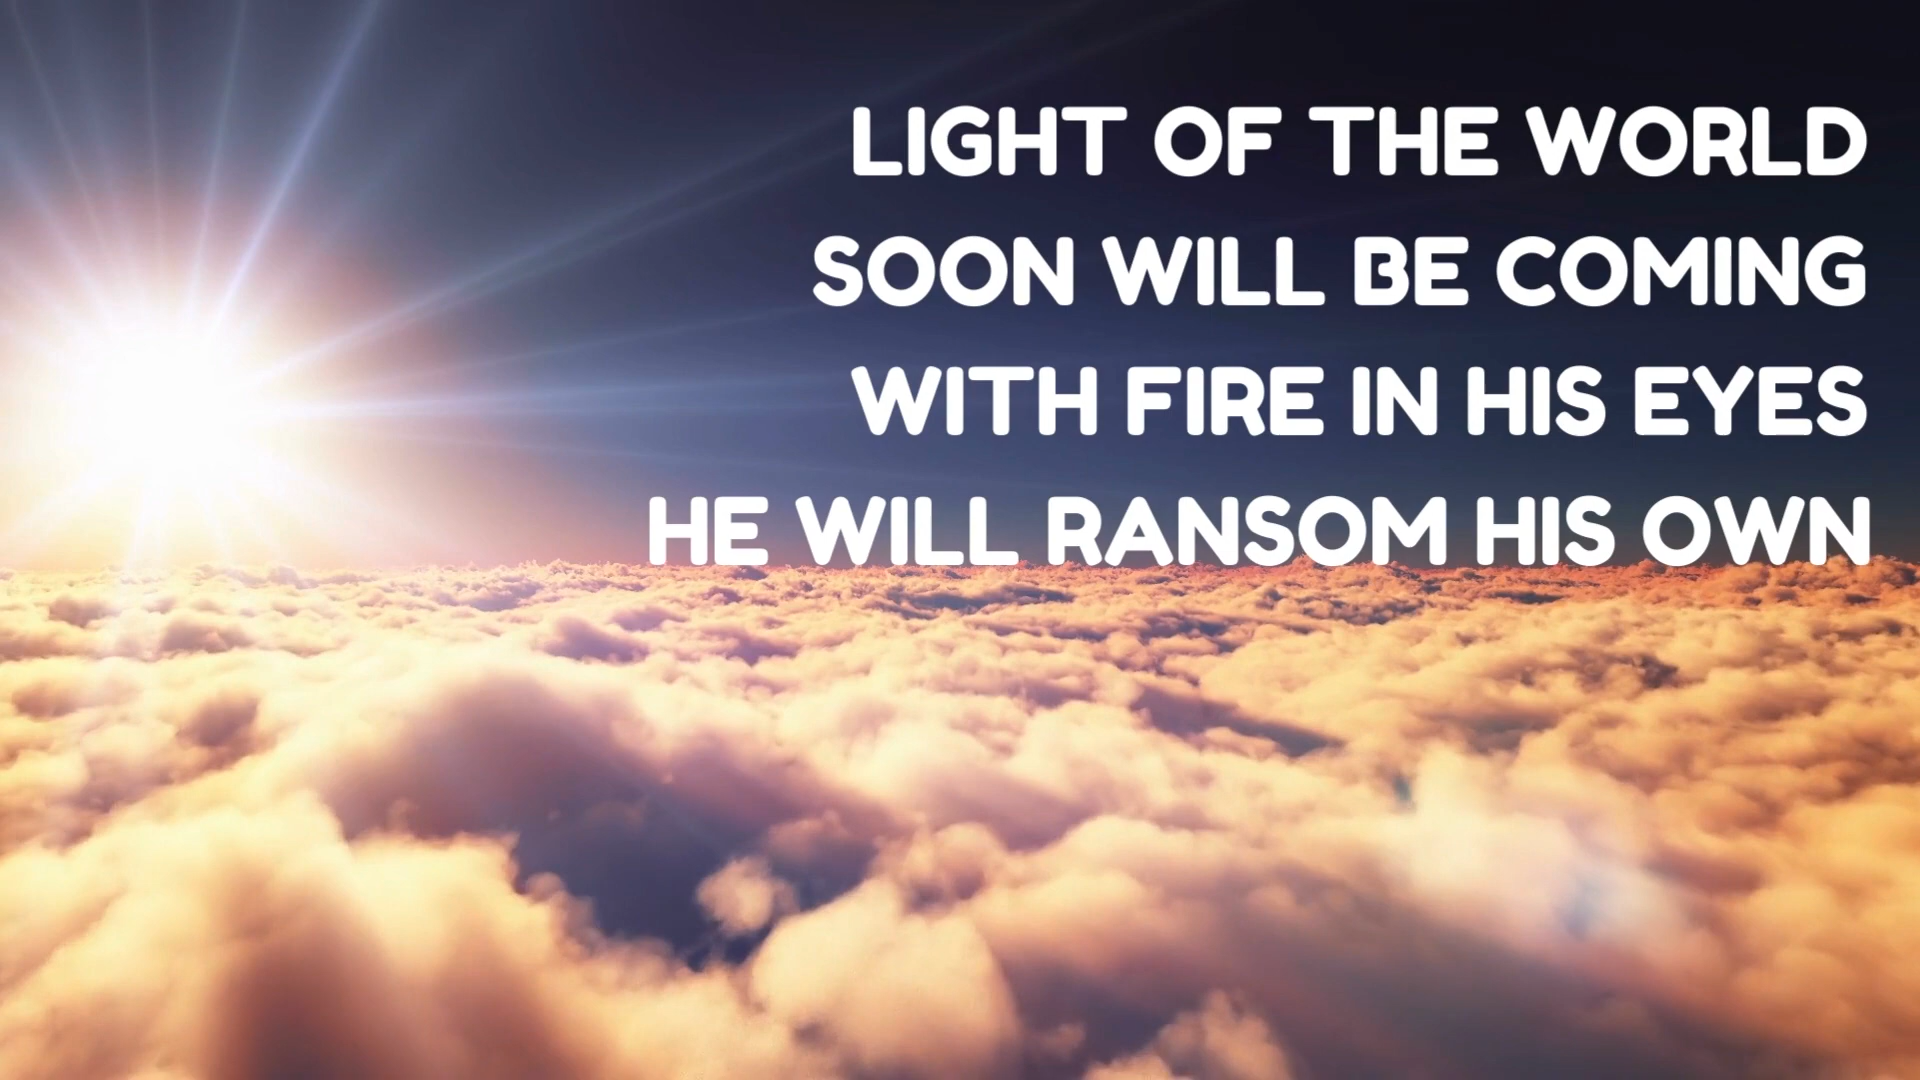 LIGHT OF THE WORLD
SOON WILL BE COMING
WITH FIRE IN HIS EYES
HE WILL RANSOM HIS OWN